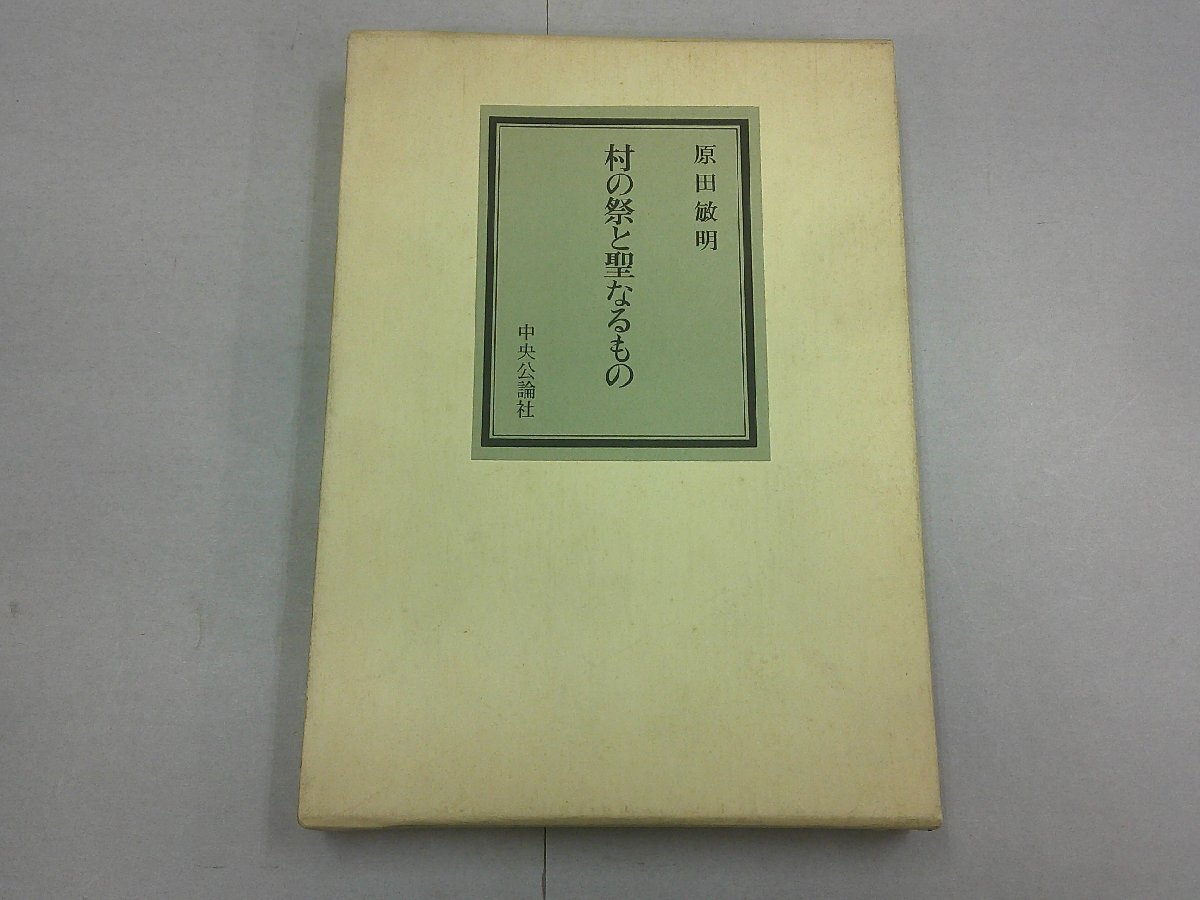 原田敏明
村の祭と聖なるもの
中央公論社